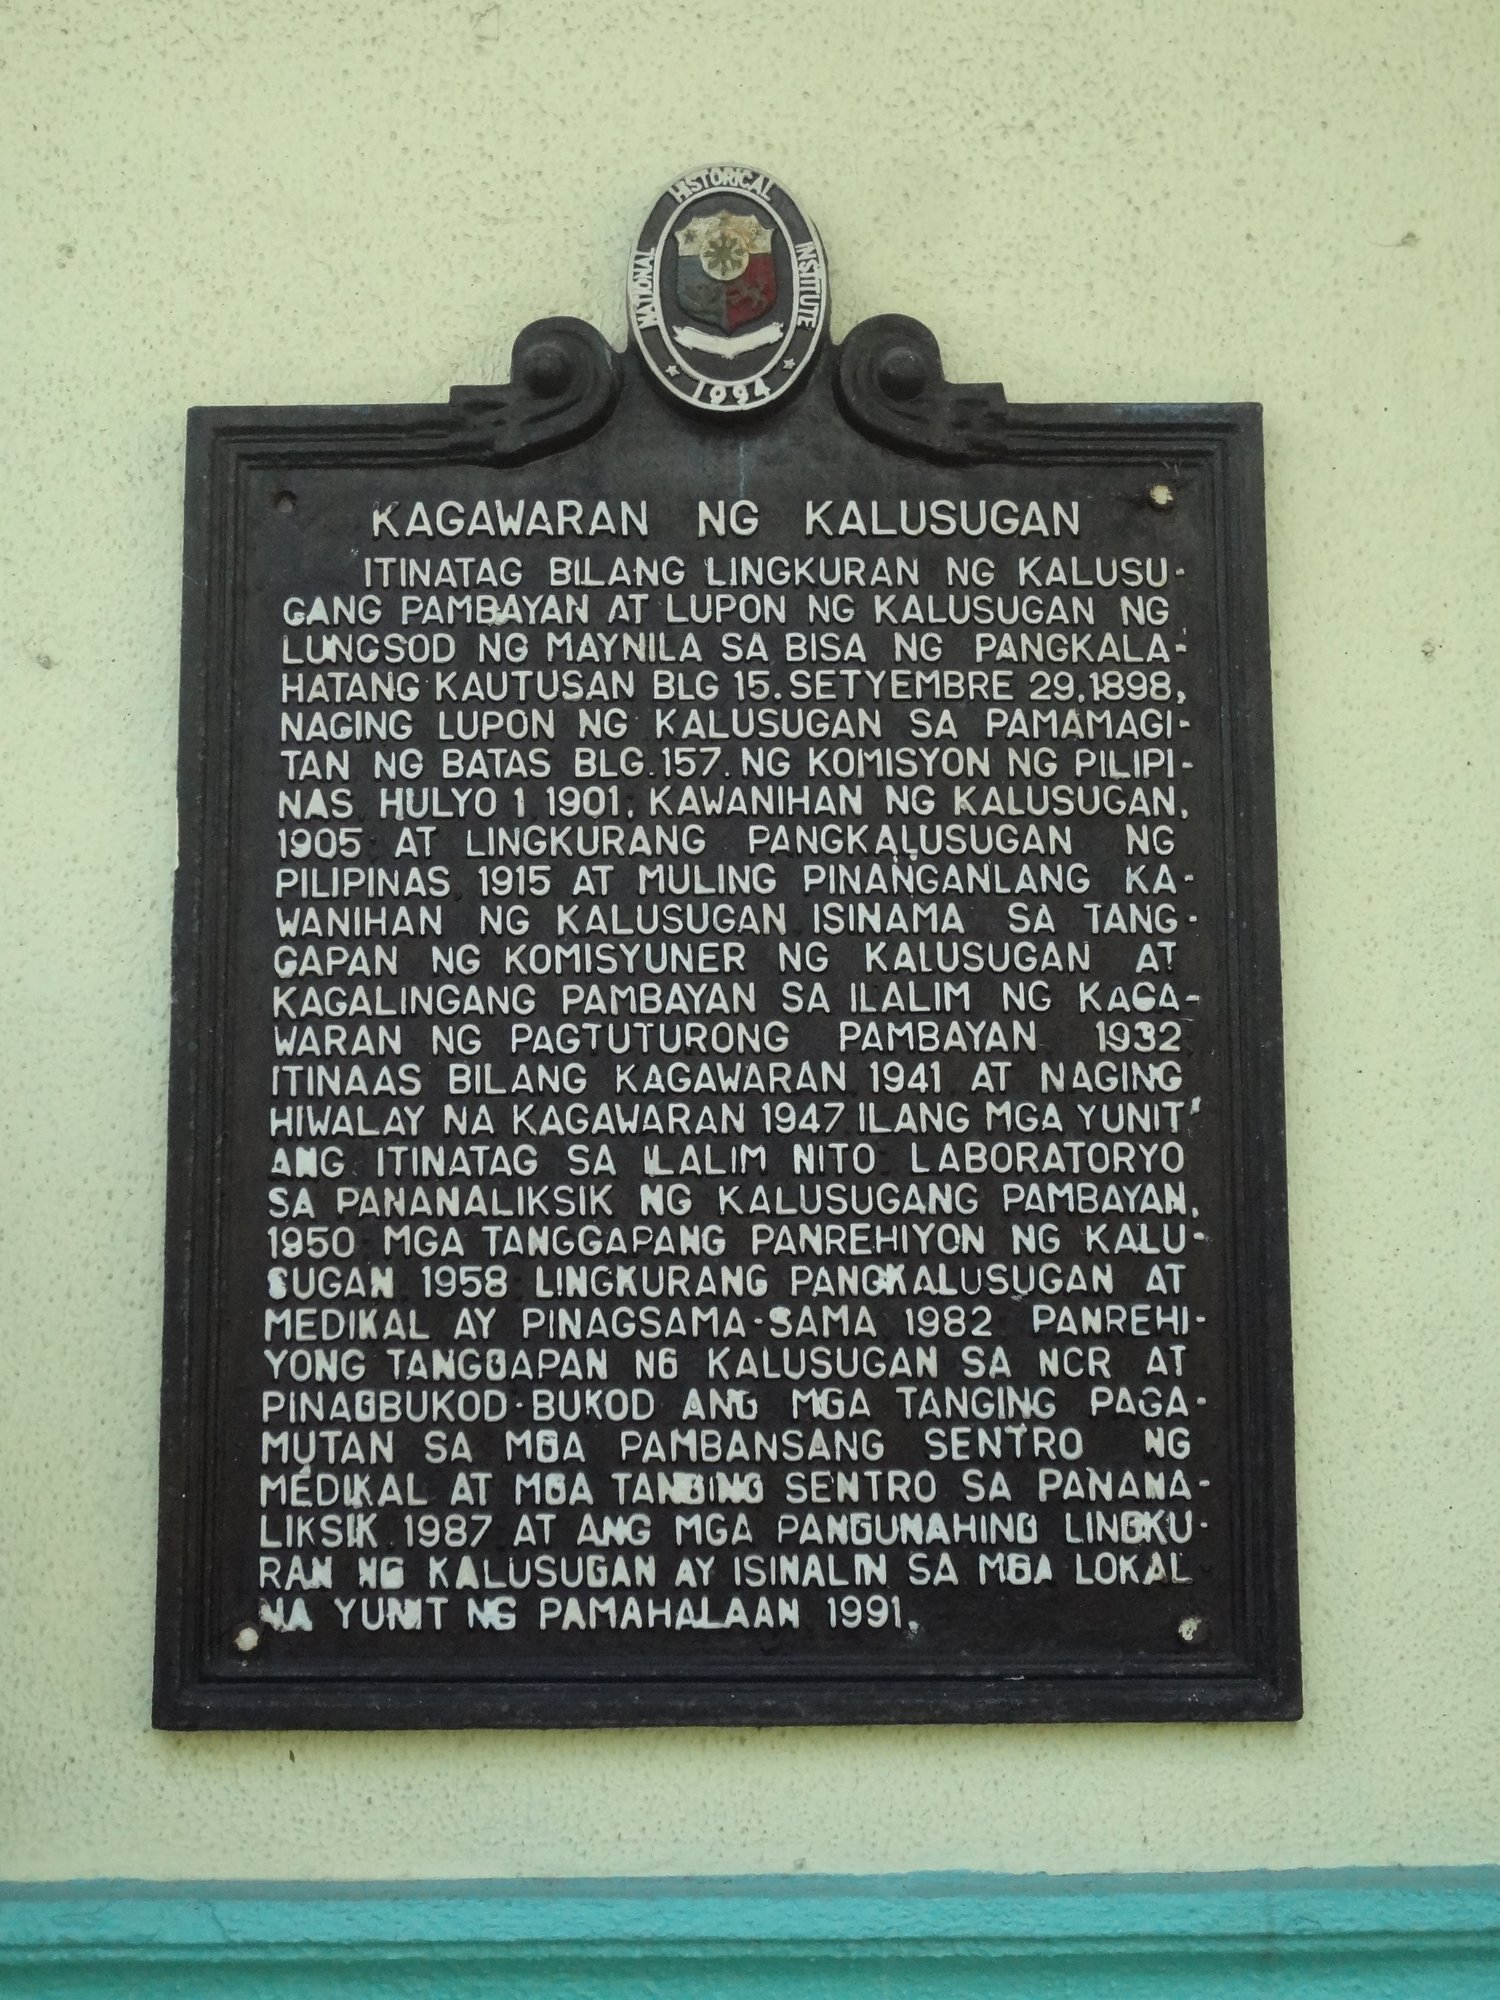 NATIONAL HISTORICAL INSTITUTE
1994
KAGAWARAN NG KALUSUGAN
ITINATAG BILANG LINGKURAN NG KALUSU-
GANG PAMBAYAN AT LUPON NG KALUSUGAN NG
LUNGSOD NG MAYNILA SA BISA NG PANGKALA-
HATANG KAUTUSAN BLG 15. SETYEMBRE 29, 1898,
NAGING LUPON NG KALUSUGAN SA PAMAMAGI-
TAN NG BATAS BLG. 157. NG KOMISYON NG PILIPI-
NAS HULYO 1 1901; KAWANIHAN NG KALUSUGAN,
1905 AT LINGKURANG PANGKALUSUGAN NG
PILIPINAS 1915 AT MULING PINANGANLANG KA-
WANIHAN NG KALUSUGAN ISINAMA SA TANG-
GAPAN NG KOMISYUNER NG KALUSUGAN AT
KAGALINGANG PAMBAYAN SA ILALIM NG KAGA-
WARAN NG PAGTUTURONG PAMBAYAN 1932
ITINAAS BILANG KAGAWARAN 1941 AT NAGING
HIWALAY NA KAGAWARAN 1947 ILANG MGA YUNIT
ANG ITINATAG SA ILALIM NITO LABORATORYO
SA PANANALIKSIK NG KALUSUGANG PAMBAYAN,
1950 MGA TANGGAPANG PANREHIYON NG KALU-
SUGAN 1958 LINGKURANG PANGKALUSUGAN AT
MEDIKAL AY PINAGSAMA-SAMA 1982 PANREHI-
YONG TANGGAPAN NG KALUSUGAN SA NCR AT
PINAGBUKOD-BUKOD ANG MGA TANGING PAGA-
MUTAN SA MGA PAMBANSANG SENTRO NG
MEDIKAL AT MGA TANGING SENTRO SA PANANA-
LIKSIK 1987 AT ANG MGA PANGUNAHING LINGKU-
RAN NG KALUSUGAN AY ISINALIN SA MGA LOKAL
NA YUNIT NG PAMAHALAAN 1991.